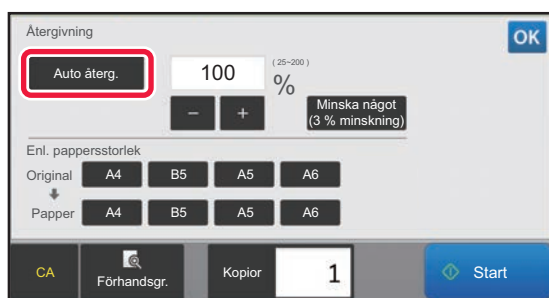 Återgivning
OK
Auto återg.
100
( 25~200 )
%
– +
Minska något
(3 % minskning)
Enl. pappersstorlek
Original A4 B5 A5 A6
Papper A4 B5 A5 A6
CA
Förhandsgr.
Kopior
1
Start